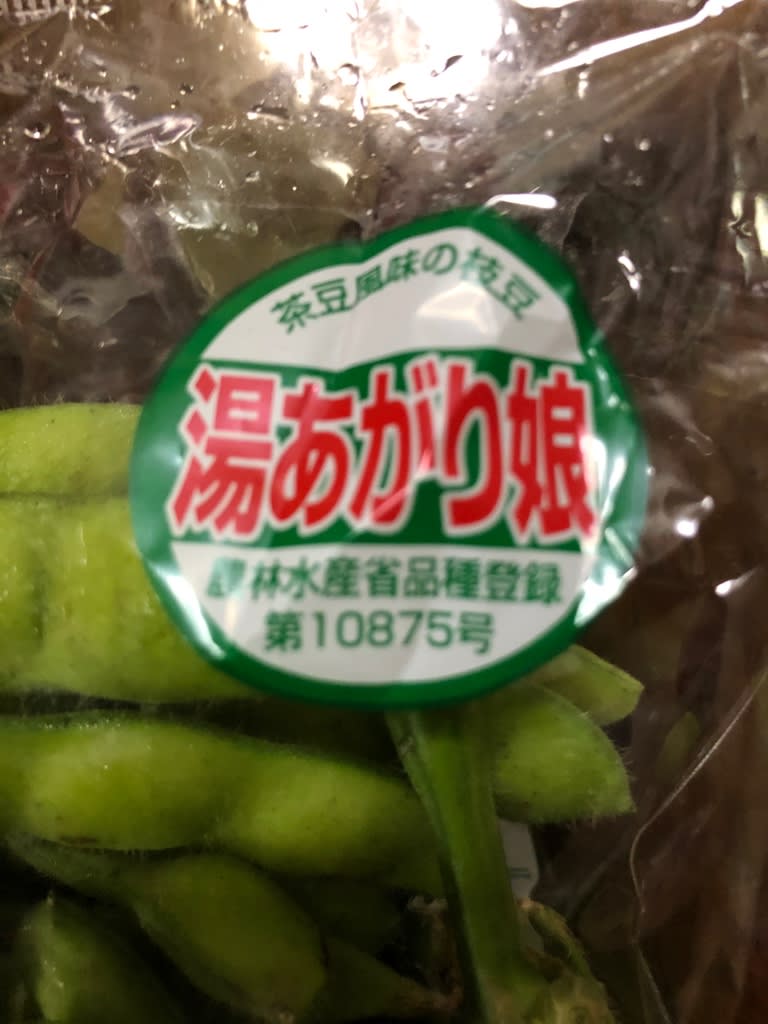 茶豆風味の枝豆
湯あがり娘
農林水産省品種登録
第10875号